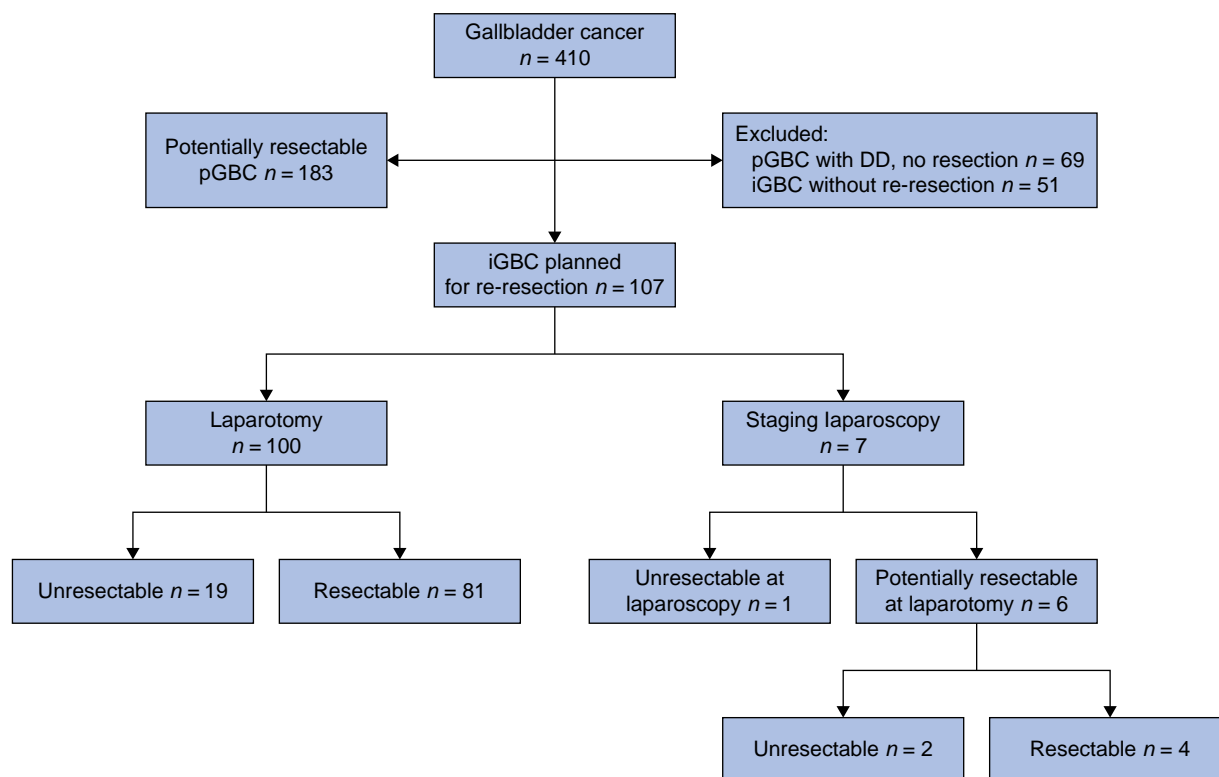 Gallbladder cancer
n = 410
Potentially resectable
pGBC n = 183
Excluded:
pGBC with DD, no resection n = 69
iGBC without re-resection n = 51
iGBC planned
for re-resection n = 107
Laparotomy
n = 100
Staging laparoscopy
n = 7
Unresectable n = 19
Resectable n = 81
Unresectable at
laparoscopy n = 1
Potentially resectable
at laparotomy n = 6
Unresectable n = 2
Resectable n = 4